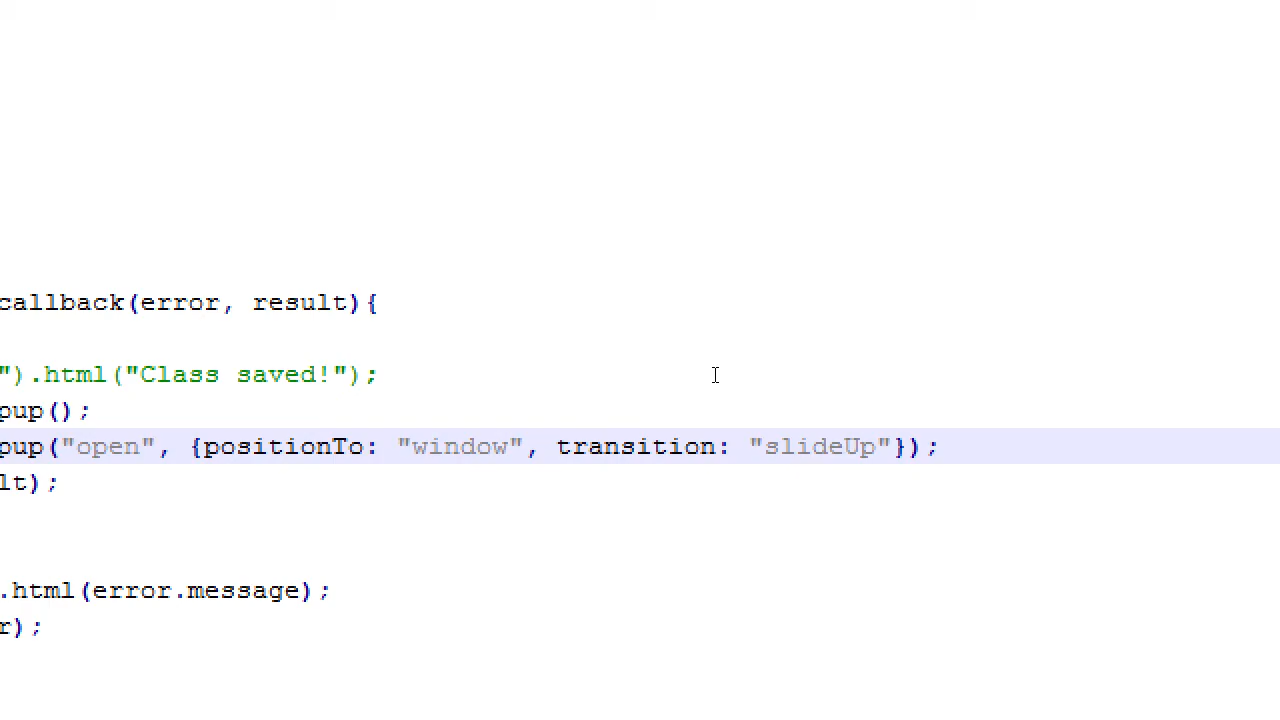 callback(error, result){
").html("Class saved!");
pup();
pup("open", {positionTo: "window", transition: "slideUp"});
lt);
.html(error.message);
r);